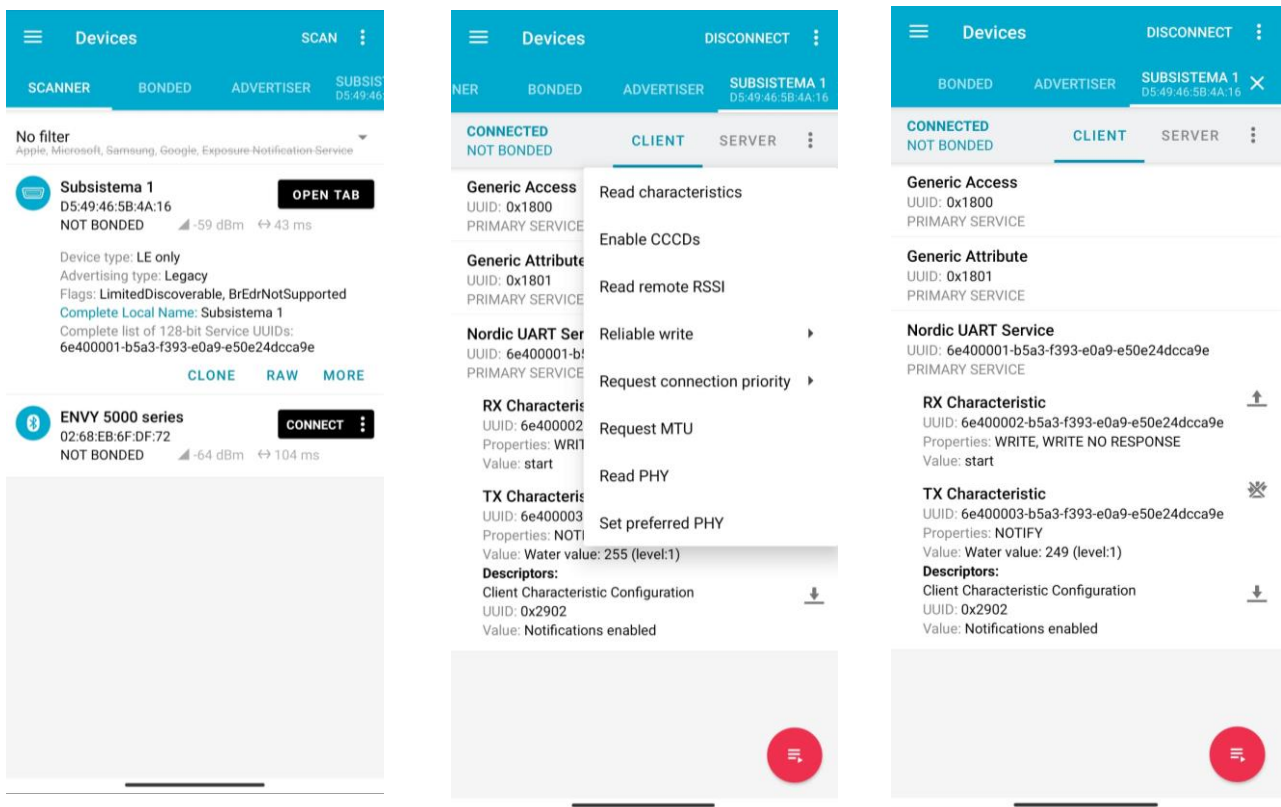 Devices SCAN
SCANNER BONDED ADVERTISER SUBSIS
D5:49:46:
No filter
Apple, Microsoft, Samsung, Google, Exposure Notification Service
Subsistema 1
OPEN TAB
D5:49:46:5B:4A:16
NOT BONDED -59 dBm 43 ms
Device type: LE only
Advertising type: Legacy
Flags: LimitedDiscoverable, BrEdrNotSupported
Complete Local Name: Subsistema 1
Complete list of 128-bit Service UUIDs:
6e400001-b5a3-f393-e0a9-e50e24dcca9e
CLONE RAW MORE
ENVY 5000 series
CONNECT
02:68:EB:6F:DF:72
NOT BONDED -64 dBm 104 ms
Devices DISCONNECT
NER BONDED ADVERTISER SUBSISTEMA 1
D5:49:46:5B:4A:16
CONNECTED
NOT BONDED
CLIENT SERVER
Generic Access
UUID: 0x1800
PRIMARY SERVICE
Generic Attribute
UUID: 0x1801
PRIMARY SERVICE
Nordic UART Ser
UUID: 6e400001-b5
PRIMARY SERVICE
RX Characteris
UUID: 6e400002
Properties: WRIT
Value: start
TX Characteris
UUID: 6e400003
Properties: NOTI
Value: Water value: 255 (level:1)
Descriptors:
Client Characteristic Configuration
UUID: 0x2902
Value: Notifications enabled
Read characteristics
Enable CCCDs
Read remote RSSI
Reliable write
Request connection priority
Request MTU
Read PHY
Set preferred PHY
Devices DISCONNECT
BONDED ADVERTISER SUBSISTEMA 1
D5:49:46:5B:4A:16
CONNECTED
NOT BONDED
CLIENT SERVER
Generic Access
UUID: 0x1800
PRIMARY SERVICE
Generic Attribute
UUID: 0x1801
PRIMARY SERVICE
Nordic UART Service
UUID: 6e400001-b5a3-f393-e0a9-e50e24dcca9e
PRIMARY SERVICE
RX Characteristic
UUID: 6e400002-b5a3-f393-e0a9-e50e24dcca9e
Properties: WRITE, WRITE NO RESPONSE
Value: start
TX Characteristic
UUID: 6e400003-b5a3-f393-e0a9-e50e24dcca9e
Properties: NOTIFY
Value: Water value: 249 (level:1)
Descriptors:
Client Characteristic Configuration
UUID: 0x2902
Value: Notifications enabled